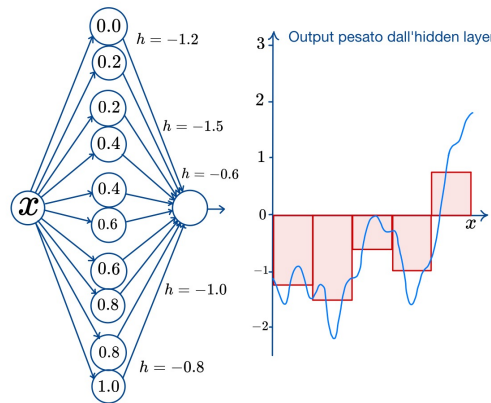 0.0
h = −1.2
0.2
0.2
h = −1.5
0.4
h = −0.6
0.4
x
0.6
0.6
h = −1.0
0.8
0.8
h = −0.8
1.0
Output pesato dall'hidden layer
3
2
1
0
x
−1
−2